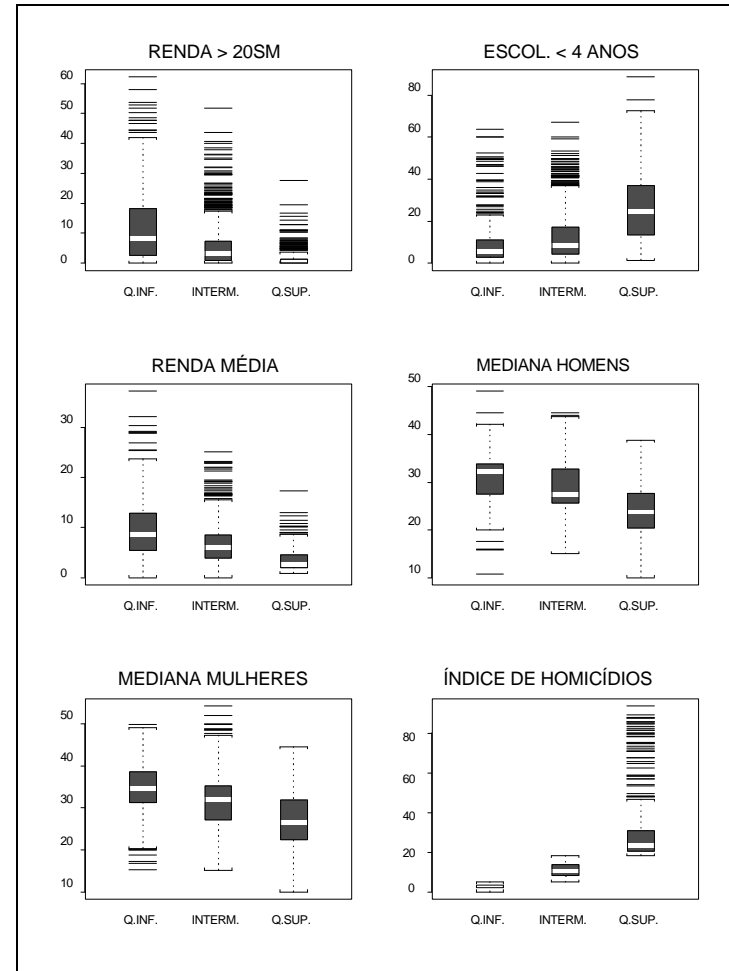 RENDA > 20SM
60
50
40
30
20
10
0
Q.INF. INTERM. Q.SUP.
ESCOL. < 4 ANOS
80
60
40
20
0
Q.INF. INTERM. Q.SUP.
RENDA MÉDIA
30
20
10
0
Q.INF. INTERM. Q.SUP.
MEDIANA HOMENS
50
40
30
20
10
Q.INF. INTERM. Q.SUP.
MEDIANA MULHERES
50
40
30
20
10
Q.INF. INTERM. Q.SUP.
ÍNDICE DE HOMICÍDIOS
80
60
40
20
0
Q.INF. INTERM. Q.SUP.